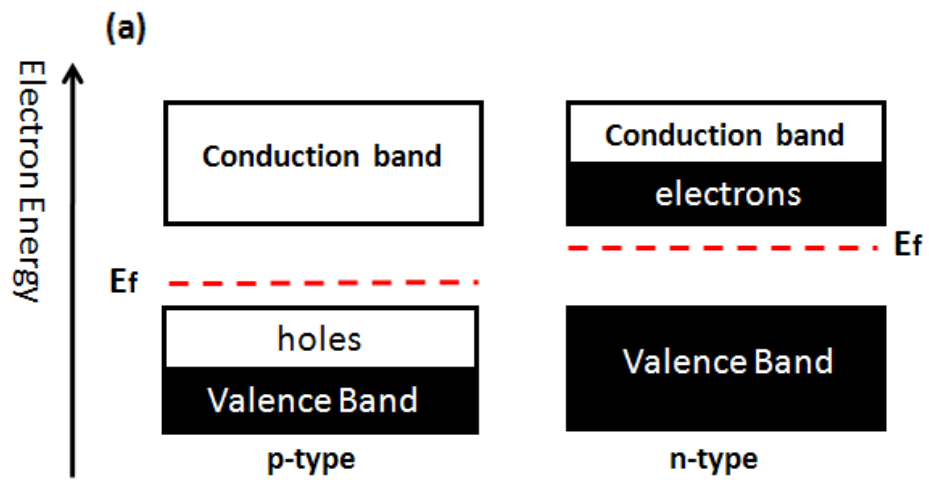 (a)
Electron Energy
Conduction band
Ef
holes
Valence Band
p-type
Conduction band
electrons
Ef
Valence Band
n-type